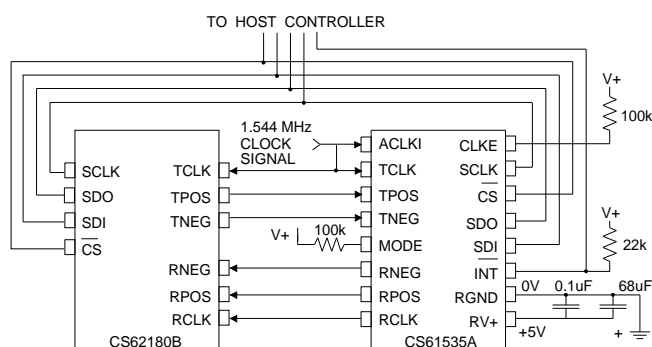 TO HOST CONTROLLER
V+
100k
1.544 MHz
CLOCK
SIGNAL
SCLK
SDO
SDI
CS
TCLK
TPOS
TNEG
RNEG
RPOS
RCLK
CS62180B
V+
100k
ACLKI
TCLK
TPOS
TNEG
MODE
RNEG
RPOS
RCLK
CLKE
SCLK
CS
SDO
SDI
INT
RGND
RV+
CS61535A
V+
22k
0V
0.1uF
68uF
+5V
+